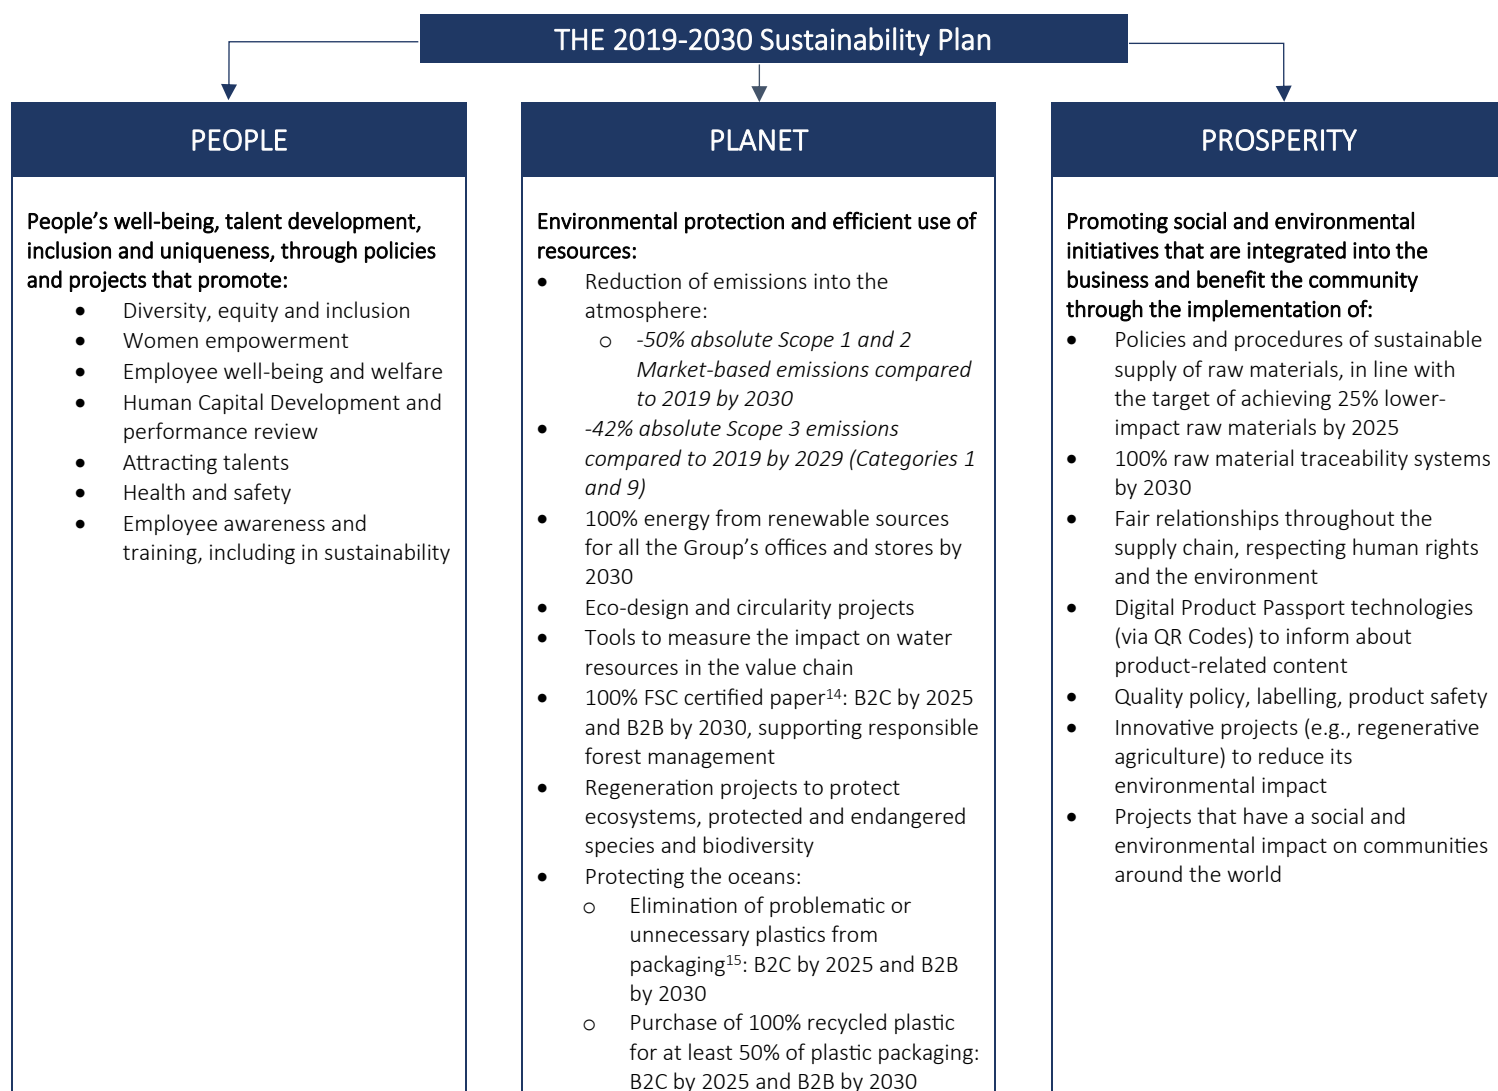 THE 2019-2030 Sustainability Plan
PEOPLE
People’s well-being, talent development,
inclusion and uniqueness, through policies
and projects that promote:
• Diversity, equity and inclusion
• Women empowerment
• Employee well-being and welfare
• Human Capital Development and
performance review
• Attracting talents
• Health and safety
• Employee awareness and
training, including in sustainability
PLANET
Environmental protection and efficient use of
resources:
• Reduction of emissions into the
atmosphere:
o -50% absolute Scope 1 and 2
Market-based emissions compared
to 2019 by 2030
• -42% absolute Scope 3 emissions
compared to 2019 by 2029 (Categories 1
and 9)
• 100% energy from renewable sources
for all the Group’s offices and stores by
2030
• Eco-design and circularity projects
• Tools to measure the impact on water
resources in the value chain
• 100% FSC certified paper¹⁴: B2C by 2025
and B2B by 2030, supporting responsible
forest management
• Regeneration projects to protect
ecosystems, protected and endangered
species and biodiversity
• Protecting the oceans:
o Elimination of problematic or
unnecessary plastics from
packaging¹⁵: B2C by 2025 and B2B
by 2030
o Purchase of 100% recycled plastic
for at least 50% of plastic packaging:
B2C by 2025 and B2B by 2030
PROSPERITY
Promoting social and environmental
initiatives that are integrated into the
business and benefit the community
through the implementation of:
• Policies and procedures of sustainable
supply of raw materials, in line with
the target of achieving 25% lower-
impact raw materials by 2025
• 100% raw material traceability systems
by 2030
• Fair relationships throughout the
supply chain, respecting human rights
and the environment
• Digital Product Passport technologies
(via QR Codes) to inform about
product-related content
• Quality policy, labelling, product safety
• Innovative projects (e.g., regenerative
agriculture) to reduce its
environmental impact
• Projects that have a social and
environmental impact on communities
around the world